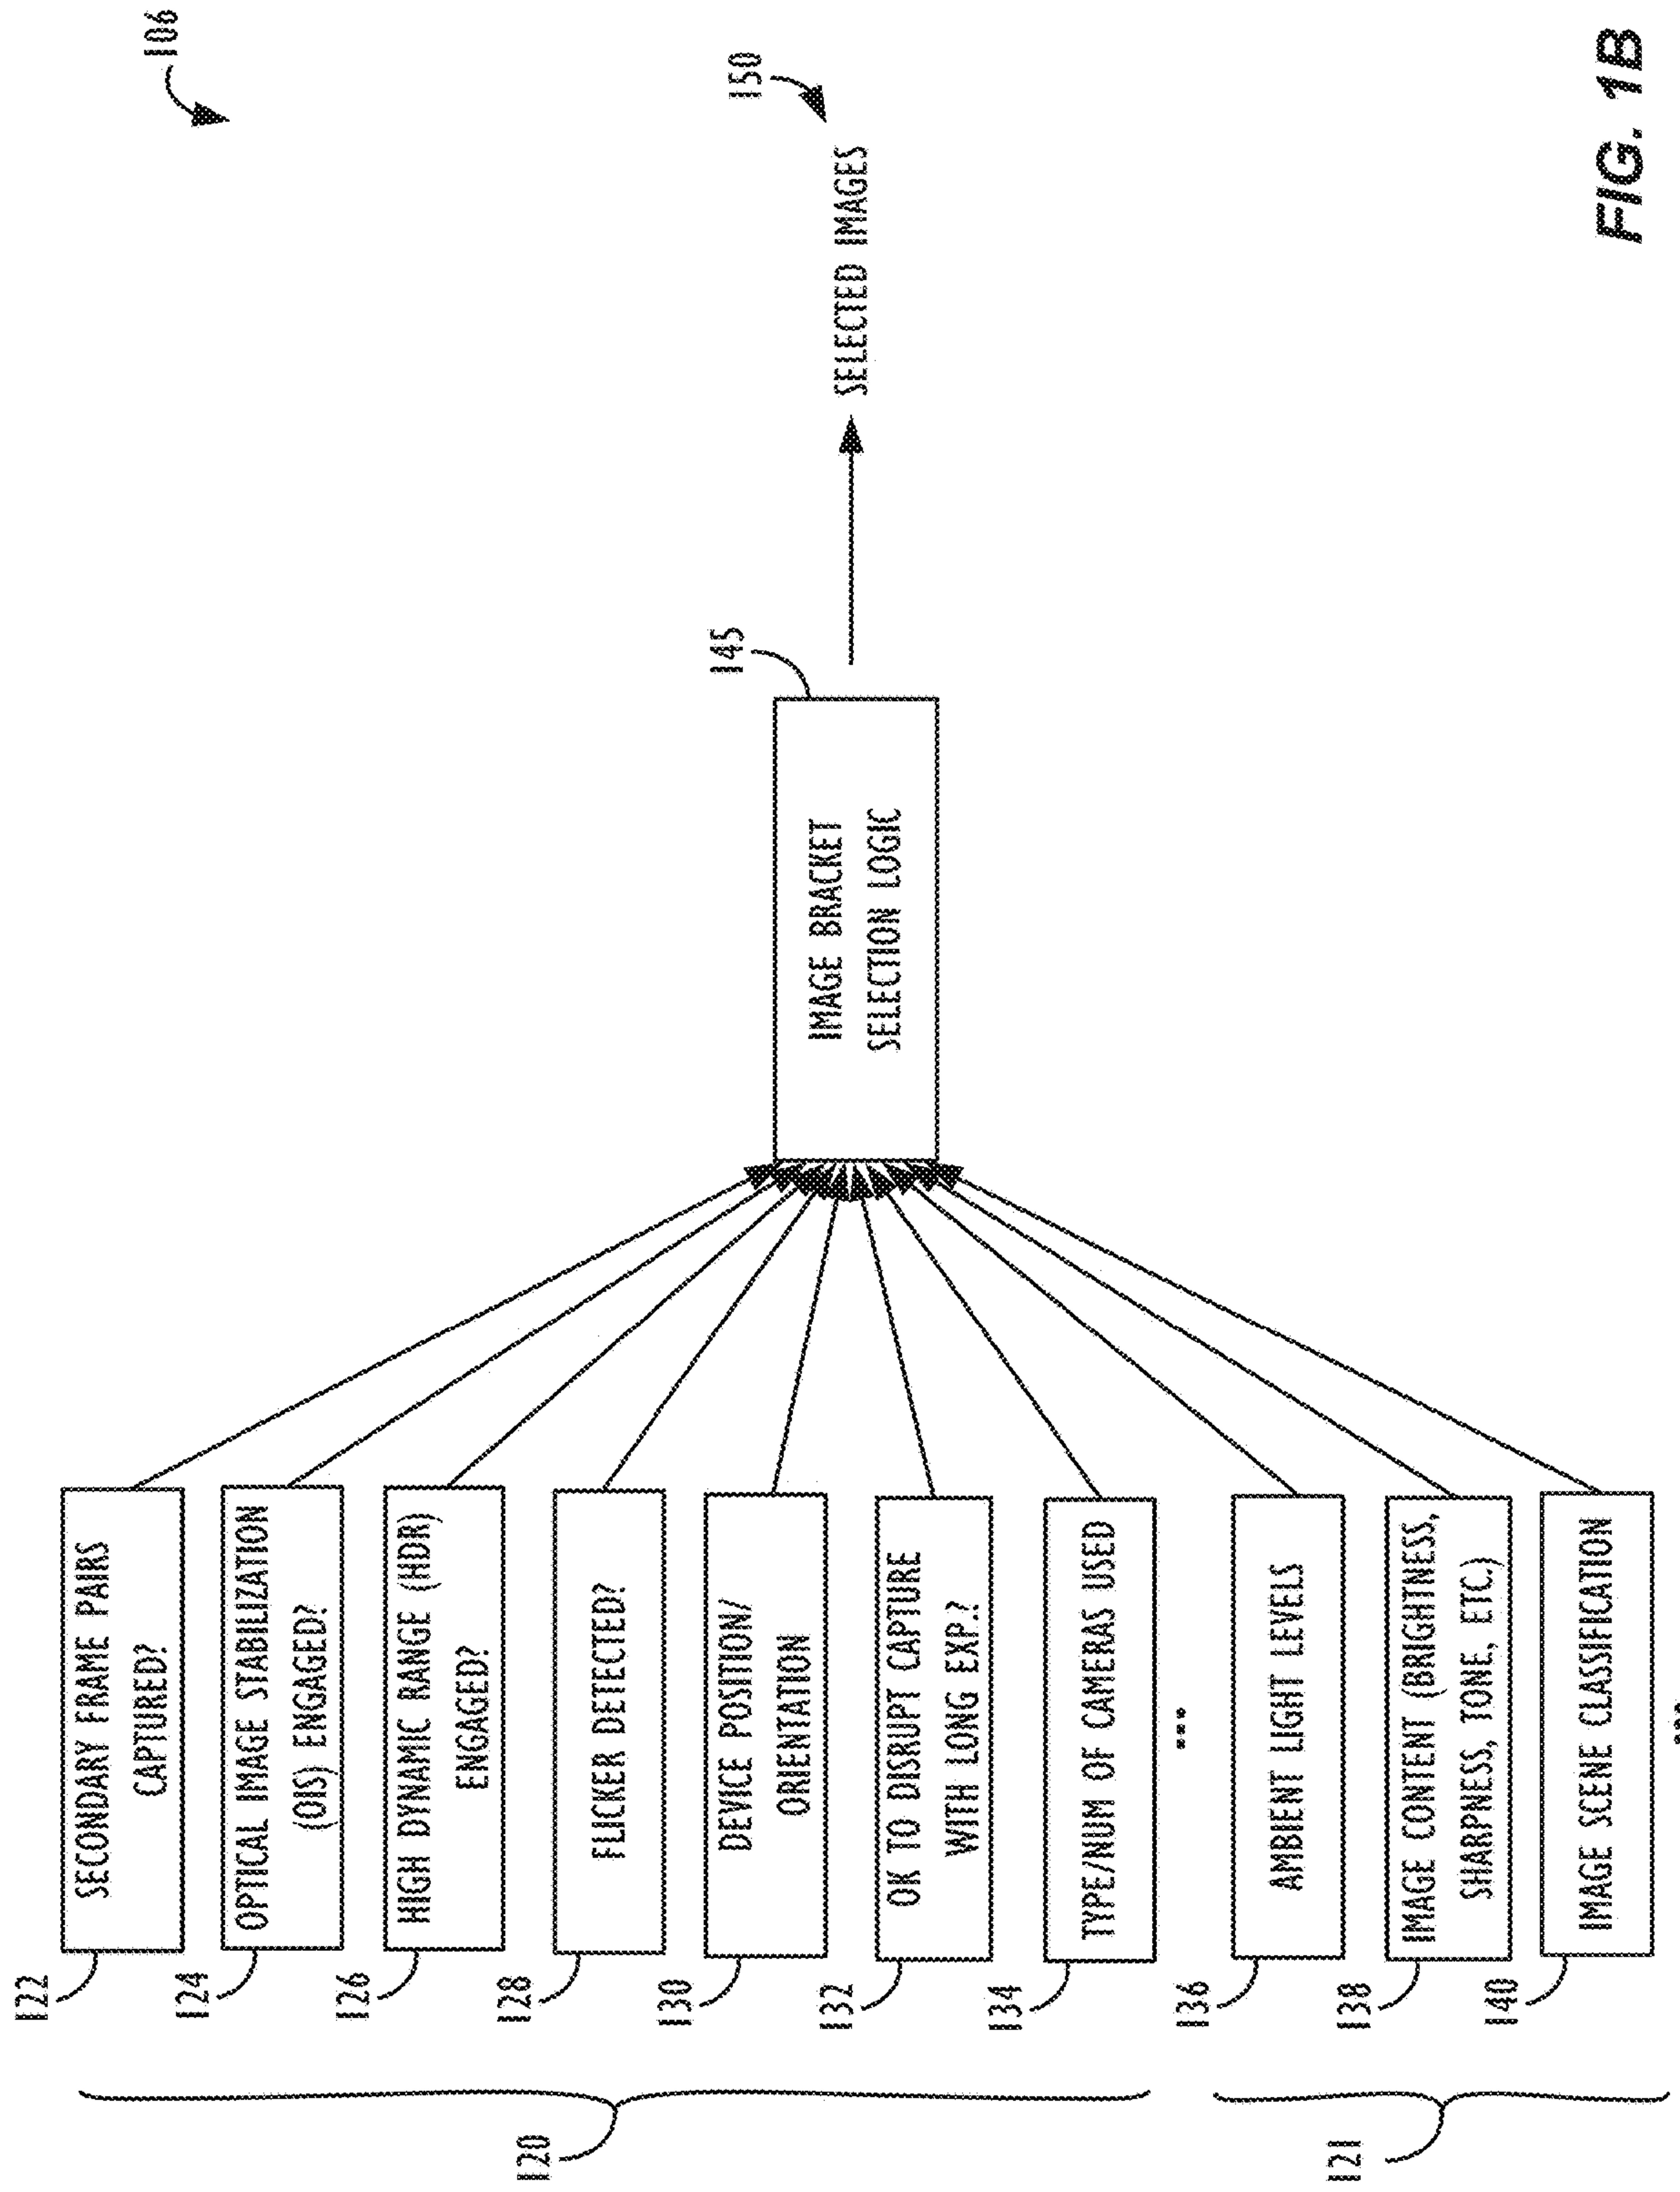 106
122
SECONDARY FRAME PAIRS
CAPTURED?
124
OPTICAL IMAGE STABILIZATION
(OIS) ENGAGED?
126
HIGH DYNAMIC RANGE (HDR)
ENGAGED?
128
FLICKER DETECTED?
130
DEVICE POSITION/
ORIENTATION
132
OK TO DISRUPT CAPTURE
WITH LONG EXP.?
134
TYPE/NUM OF CAMERAS USED
...
120
136
AMBIENT LIGHT LEVELS
138
IMAGE CONTENT (BRIGHTNESS,
SHARPNESS, TONE, ETC.)
140
IMAGE SCENE CLASSIFICATION
...
121
145
IMAGE BRACKET
SELECTION LOGIC
150
SELECTED IMAGES
FIG. 1B